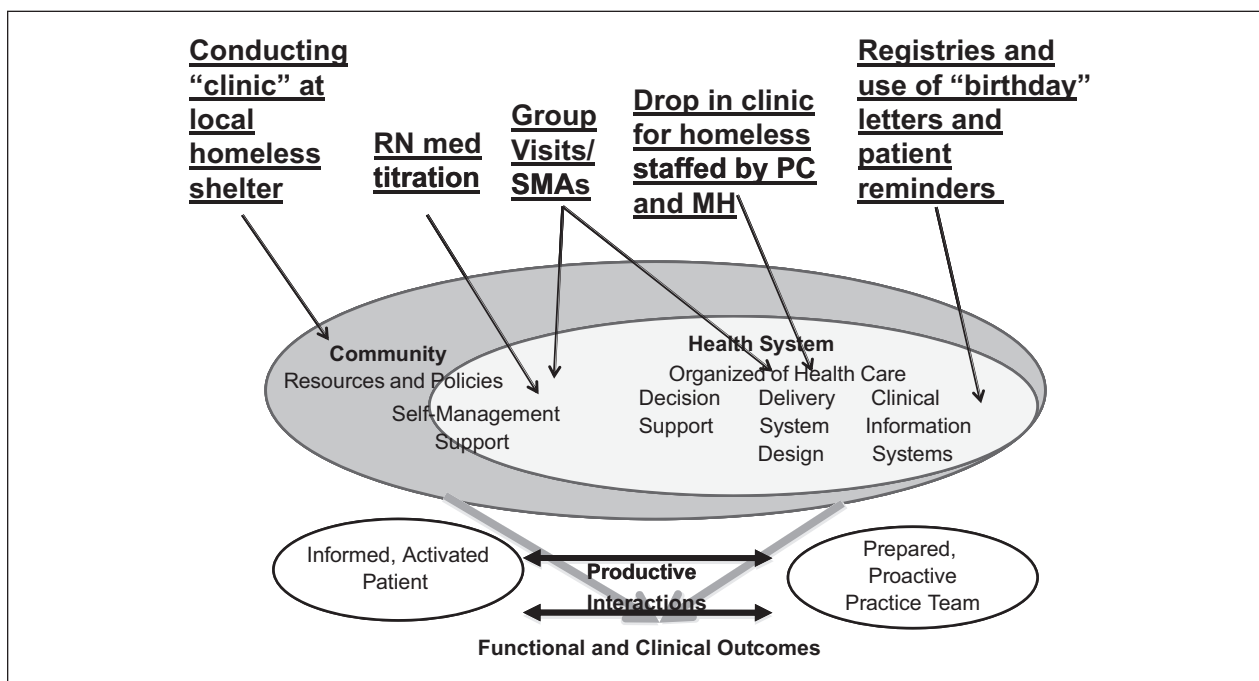 Conducting
“clinic” at
local
homeless
shelter
RN med
titration
Group
Visits/
SMAs
Drop in clinic
for homeless
staffed by PC
and MH
Registries and
use of “birthday”
letters and
patient
reminders
Community
Resources and Policies
Self-Management
Support
Health System
Organized of Health Care
Decision
Support
Delivery
System
Design
Clinical
Information
Systems
Informed, Activated
Patient
Productive
Interactions
Prepared,
Proactive
Practice Team
Functional and Clinical Outcomes